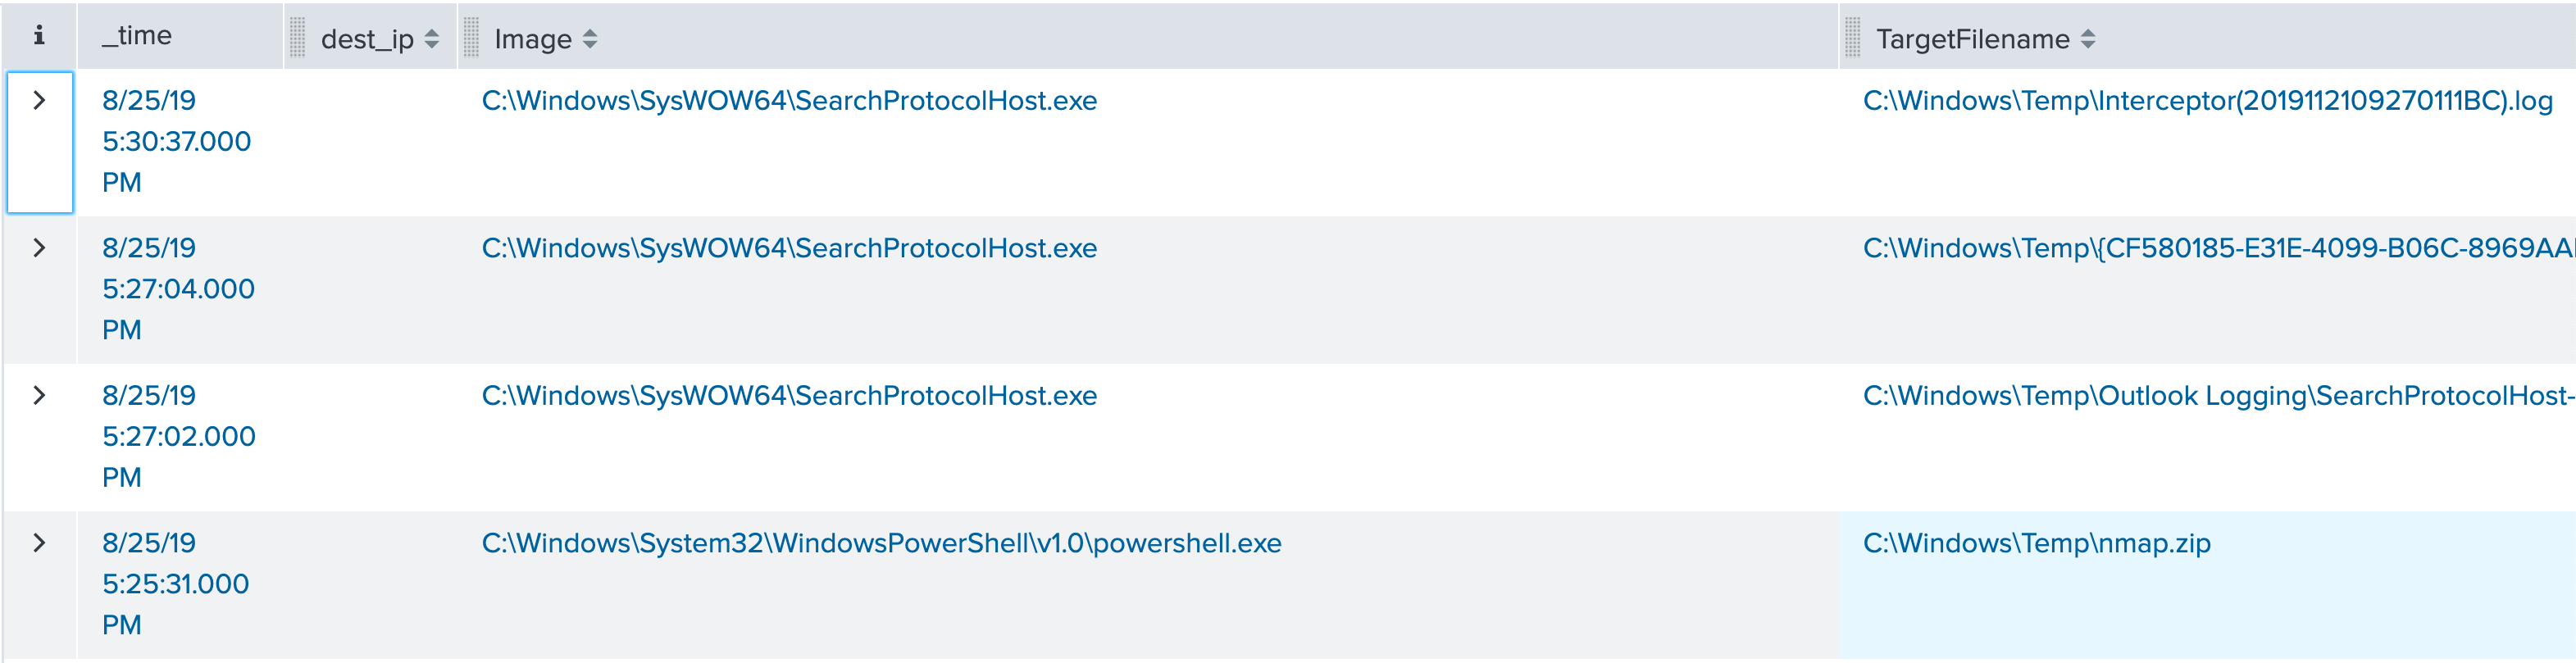 i _time dest_ip Image TargetFilename
8/25/19 C:\Windows\SysWOW64\SearchProtocolHost.exe C:\Windows\Temp\Interceptor(2019112109270111BC).log
5:30:37.000
PM
8/25/19 C:\Windows\SysWOW64\SearchProtocolHost.exe C:\Windows\Temp\{CF580185-E31E-4099-B06C-8969AA
5:27:04.000
PM
8/25/19 C:\Windows\SysWOW64\SearchProtocolHost.exe C:\Windows\Temp\Outlook Logging\SearchProtocolHost-
5:27:02.000
PM
8/25/19 C:\Windows\System32\WindowsPowerShell\v1.0\powershell.exe C:\Windows\Temp\nmap.zip
5:25:31.000
PM